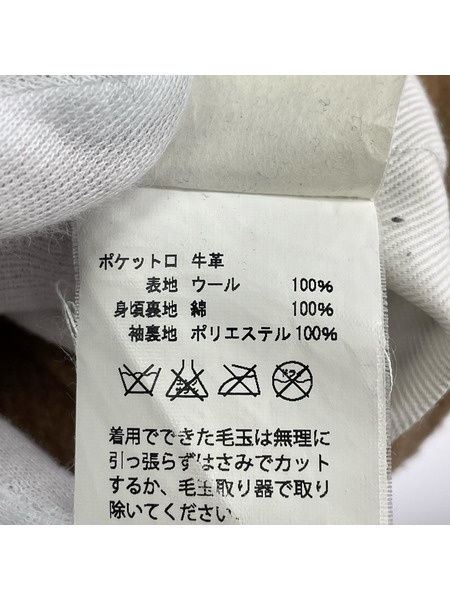 ポケット口 牛革
表地 ウール 100%
身頃裏地 綿 100%
袖裏地 ポリエステル 100%
着用でできた毛玉は無理に
引っ張らずはさみでカット
するか、毛玉取り器で取り
除いてください。